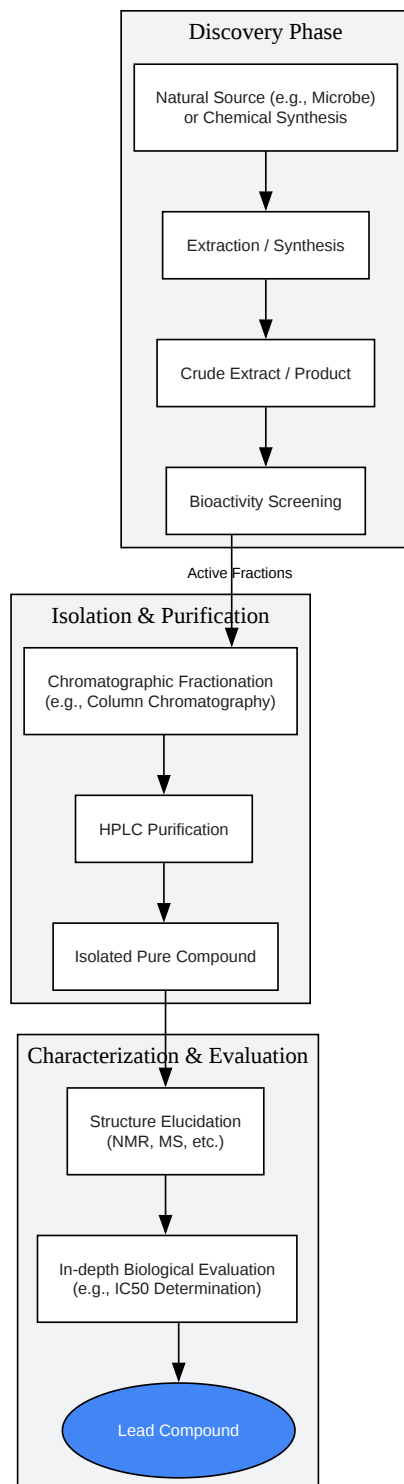 Discovery Phase
Natural Source (e.g., Microbe)
or Chemical Synthesis
Extraction / Synthesis
Crude Extract / Product
Bioactivity Screening
Active Fractions
Isolation & Purification
Chromatographic Fractionation
(e.g., Column Chromatography)
HPLC Purification
Isolated Pure Compound
Characterization & Evaluation
Structure Elucidation
(NMR, MS, etc.)
In-depth Biological Evaluation
(e.g., IC50 Determination)
Lead Compound